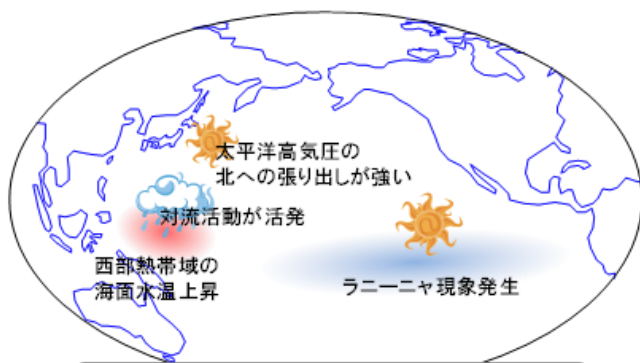 太平洋高気圧の
北への張り出しが強い
対流活動が活発
西部熱帯域の
海面水温上昇
ラニーニャ現象発生